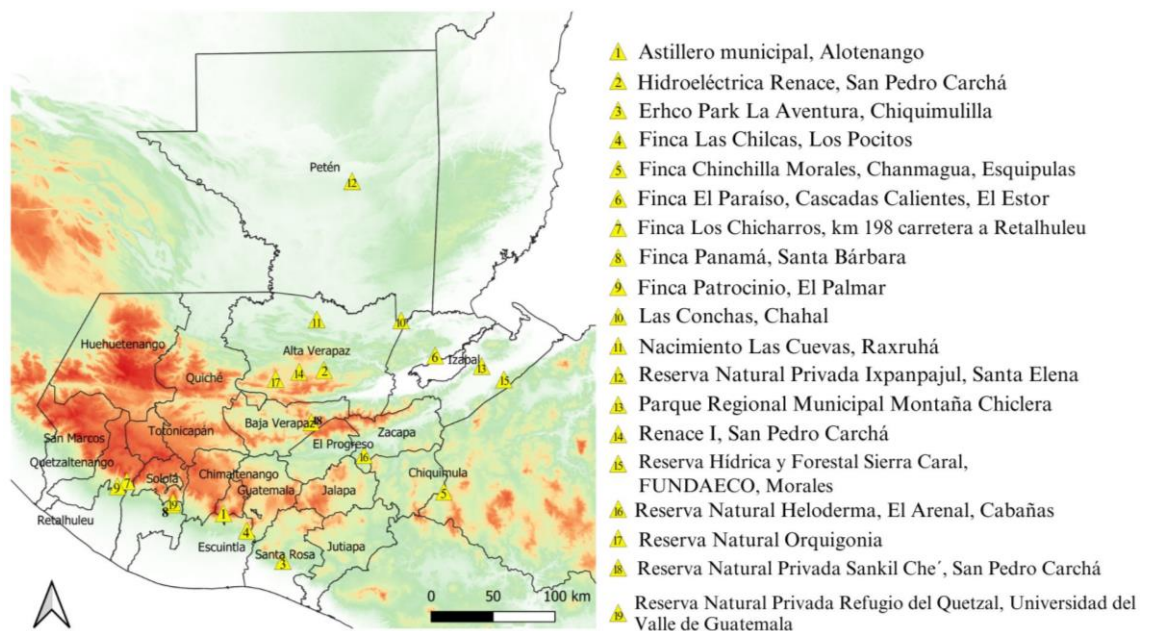 Petén
12
11
10
Huehuetenango
Alta Verapaz
6
Izabal
13
Quiché
17
14
2
15
San Marcos
Totonicapán
Baja Verapaz
18
Zacapa
El Progreso
16
Quetzaltenango
Sololá
Chimaltenango
Guatemala
Jalapa
Chiquimula
5
9
7
19
8
1
Retalhuleu
Escuintla
4
Santa Rosa
Jutiapa
3
0 50 100 km
1 Astillero municipal, Alotenango
2 Hidroeléctrica Renace, San Pedro Carchá
3 Erhco Park La Aventura, Chiquimulilla
4 Finca Las Chilcas, Los Pocitos
5 Finca Chinchilla Morales, Chanmagua, Esquipulas
6 Finca El Paraíso, Cascadas Calientes, El Estor
7 Finca Los Chicharros, km 198 carretera a Retalhuleu
8 Finca Panamá, Santa Bárbara
9 Finca Patrocinio, El Palmar
10 Las Conchas, Chahal
11 Nacimiento Las Cuevas, Raxruhá
12 Reserva Natural Privada Ixpanpajul, Santa Elena
13 Parque Regional Municipal Montaña Chiclera
14 Renace I, San Pedro Carchá
15 Reserva Hídrica y Forestal Sierra Caral,
FUNDAECO, Morales
16 Reserva Natural Heloderma, El Arenal, Cabañas
17 Reserva Natural Orquigonia
18 Reserva Natural Privada Sankil Che´, San Pedro Carchá
19 Reserva Natural Privada Refugio del Quetzal, Universidad del
Valle de Guatemala